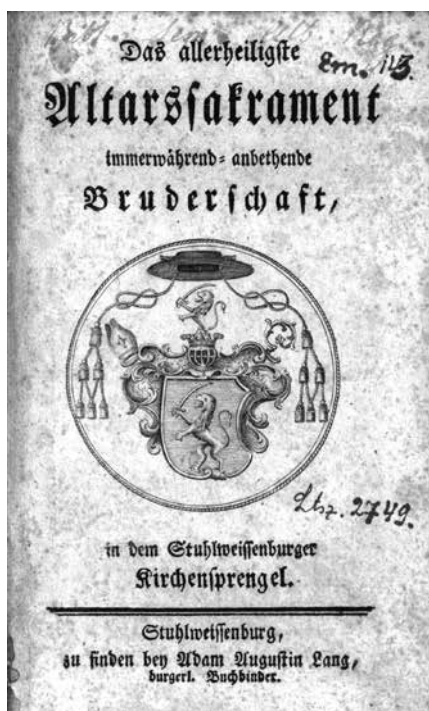 Das allerheiligste
Em. 113.
Altarssakrament
immerwährend= anbethende
Bruderschaft,
Ltsz. 2749.
in dem Stuhlweissenburger
Kirchensprengel.
Stuhlweissenburg,
zu finden bey Adam Augustin Lang,
burgerl. Buchbinder.